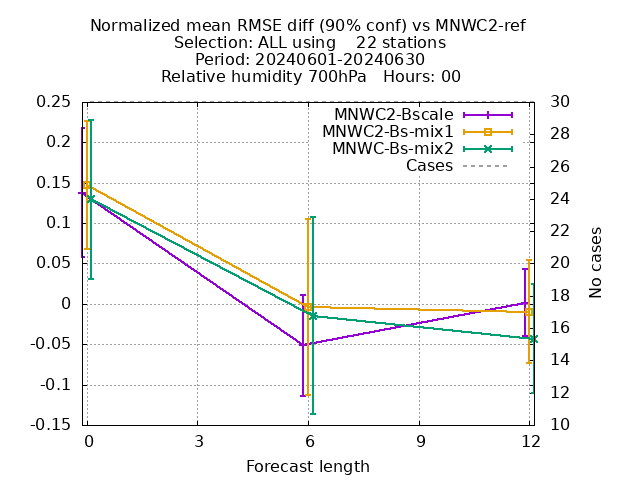 Normalized mean RMSE diff (90% conf) vs MNWC2-ref
Selection: ALL using    22 stations
Period: 20240601-20240630
Relative humidity 700hPa   Hours: 00
MNWC2-Bscale
MNWC2-Bs-mix1
MNWC-Bs-mix2
Cases
0.25
0.2
0.15
0.1
0.05
0
-0.05
-0.1
-0.15
30
28
26
24
22
20
18
16
14
12
10
No cases
0 3 6 9 12
Forecast length